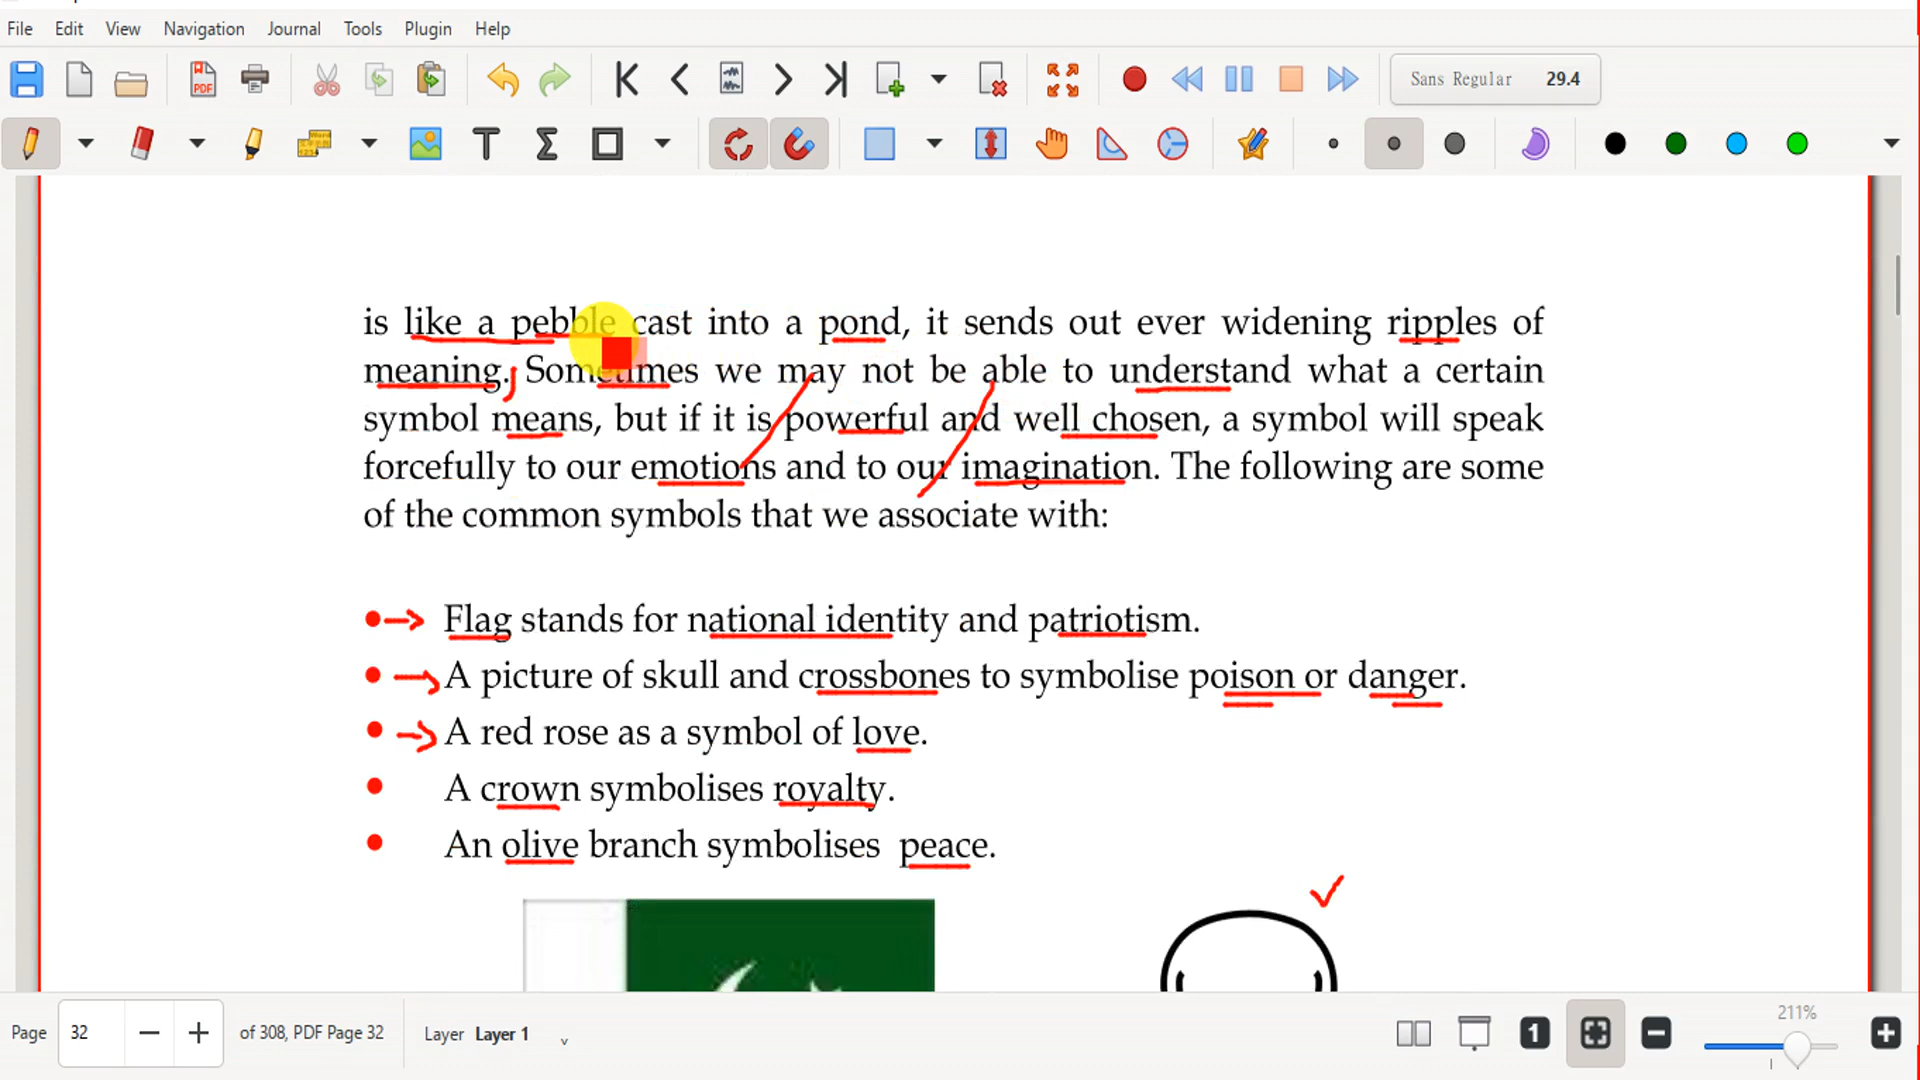 File Edit View Navigation Journal Tools Plugin Help
PDF Sans Regular 29.4
T Σ
is like a pebble cast into a pond, it sends out ever widening ripples of
meaning. Sometimes we may not be able to understand what a certain
symbol means, but if it is powerful and well chosen, a symbol will speak
forcefully to our emotions and to our imagination. The following are some
of the common symbols that we associate with:
• Flag stands for national identity and patriotism.
• A picture of skull and crossbones to symbolise poison or danger.
• A red rose as a symbol of love.
• A crown symbolises royalty.
• An olive branch symbolises peace.
211%
Page 32 of 308, PDF Page 32 Layer Layer 1 1